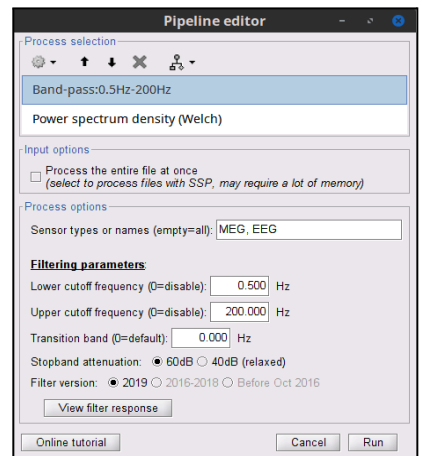 Pipeline editor
Process selection
Band-pass:0.5Hz-200Hz
Power spectrum density (Welch)
Input options
Process the entire file at once
(select to process files with SSP, may require a lot of memory)
Process options
Sensor types or names (empty=all): MEG, EEG
Filtering parameters:
Lower cutoff frequency (0=disable): 0.500 Hz
Upper cutoff frequency (0=disable): 200.000 Hz
Transition band (0=default): 0.000 Hz
Stopband attenuation: 60dB 40dB (relaxed)
Filter version: 2019 2016-2018 Before Oct 2016
View filter response
Online tutorial Cancel Run